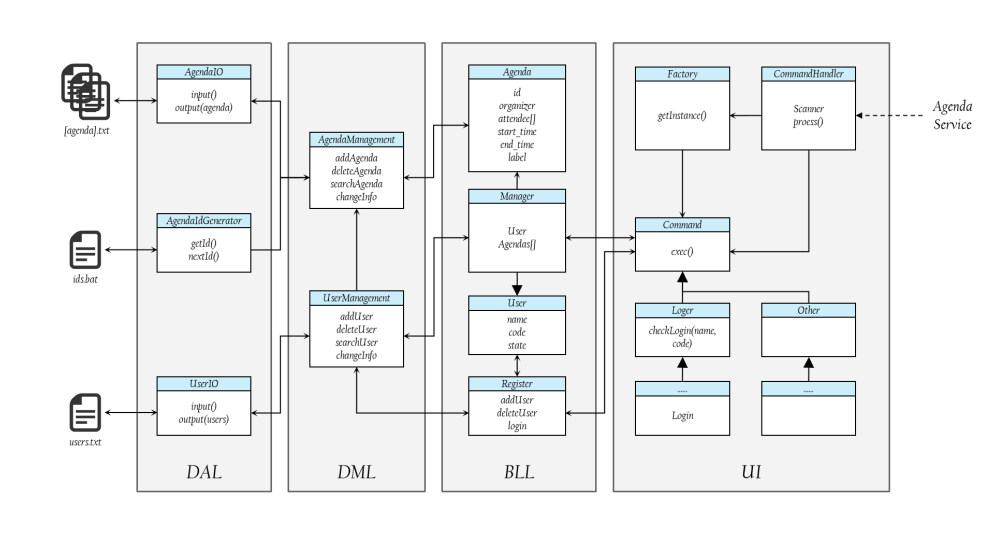 AgendaIO
input()
output(agenda)
[agenda].txt
AgendaIdGenerator
getId()
nextId()
ids.bat
UserIO
input()
output(users)
users.txt
DAL
AgendaManagement
addAgenda
deleteAgenda
searchAgenda
changeInfo
UserManagement
addUser
deleteUser
searchUser
changeInfo
DML
Agenda
id
organizer
attendee[]
start_time
end_time
label
Manager
User
Agendas[]
User
name
code
state
Register
addUser
deleteUser
login
BLL
Factory
getInstance()
CommandHandler
Scanner
proess()
Agenda
Service
Command
exec()
Loger
checkLogin(name,
code)
Other
.....
Login
.....
UI